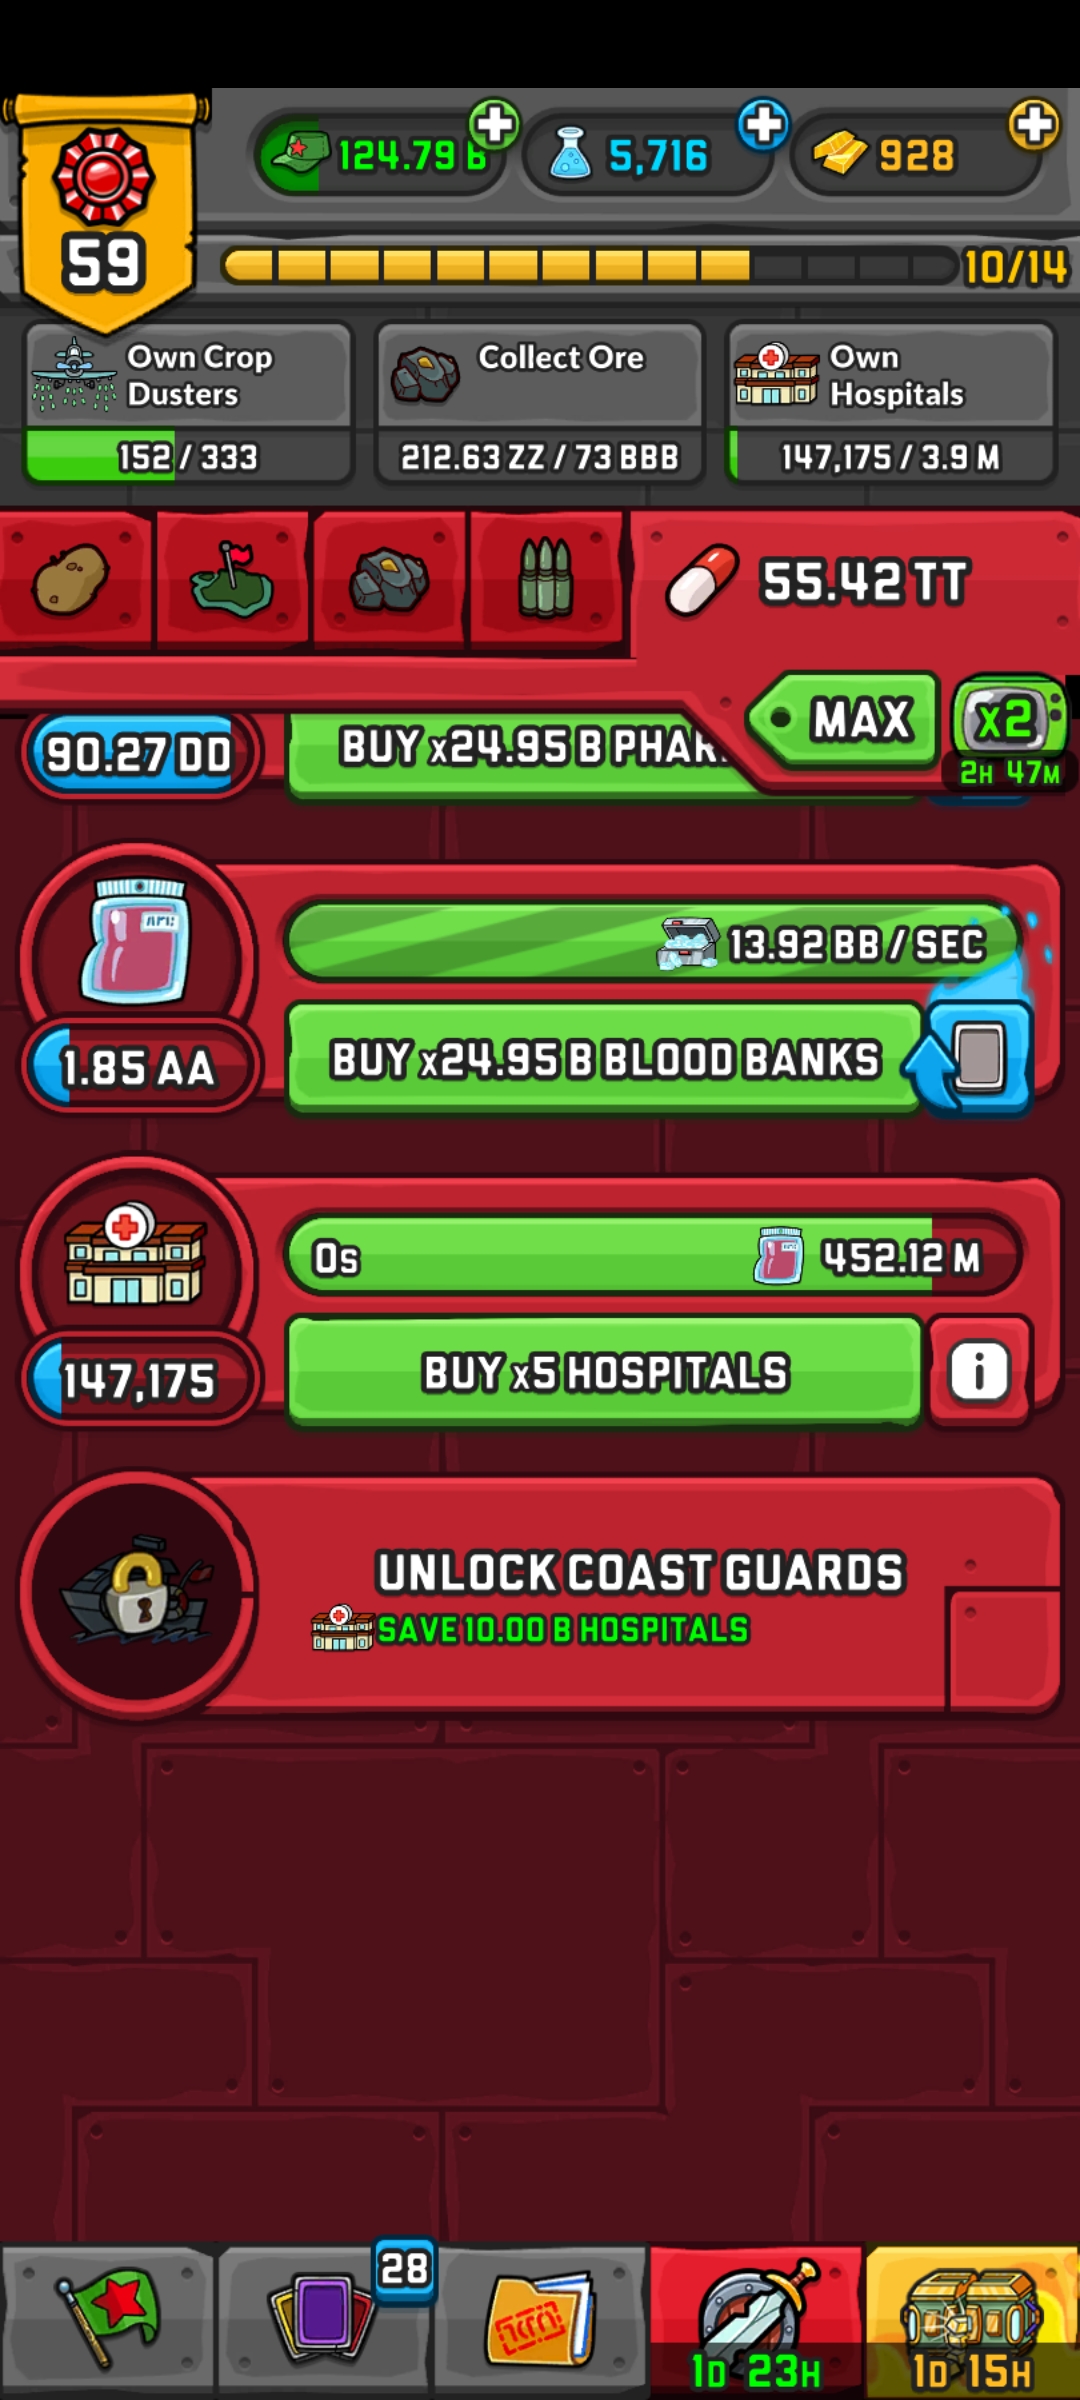 124.79 B
5,716
928
59
10/14
Own Crop
Dusters
152 / 333
Collect Ore
212.63 ZZ / 73 BBB
Own
Hospitals
147,175 / 3.9 M
55.42 TT
MAX
x2
2H 47M
90.27 DD
BUY x24.95 B PHAR
13.92 BB / SEC
1.85 AA
BUY x24.95 B BLOOD BANKS
0s
452.12 M
147,175
BUY x5 HOSPITALS
i
UNLOCK COAST GUARDS
SAVE 10.00 B HOSPITALS
28
1D 23H
1D 15H